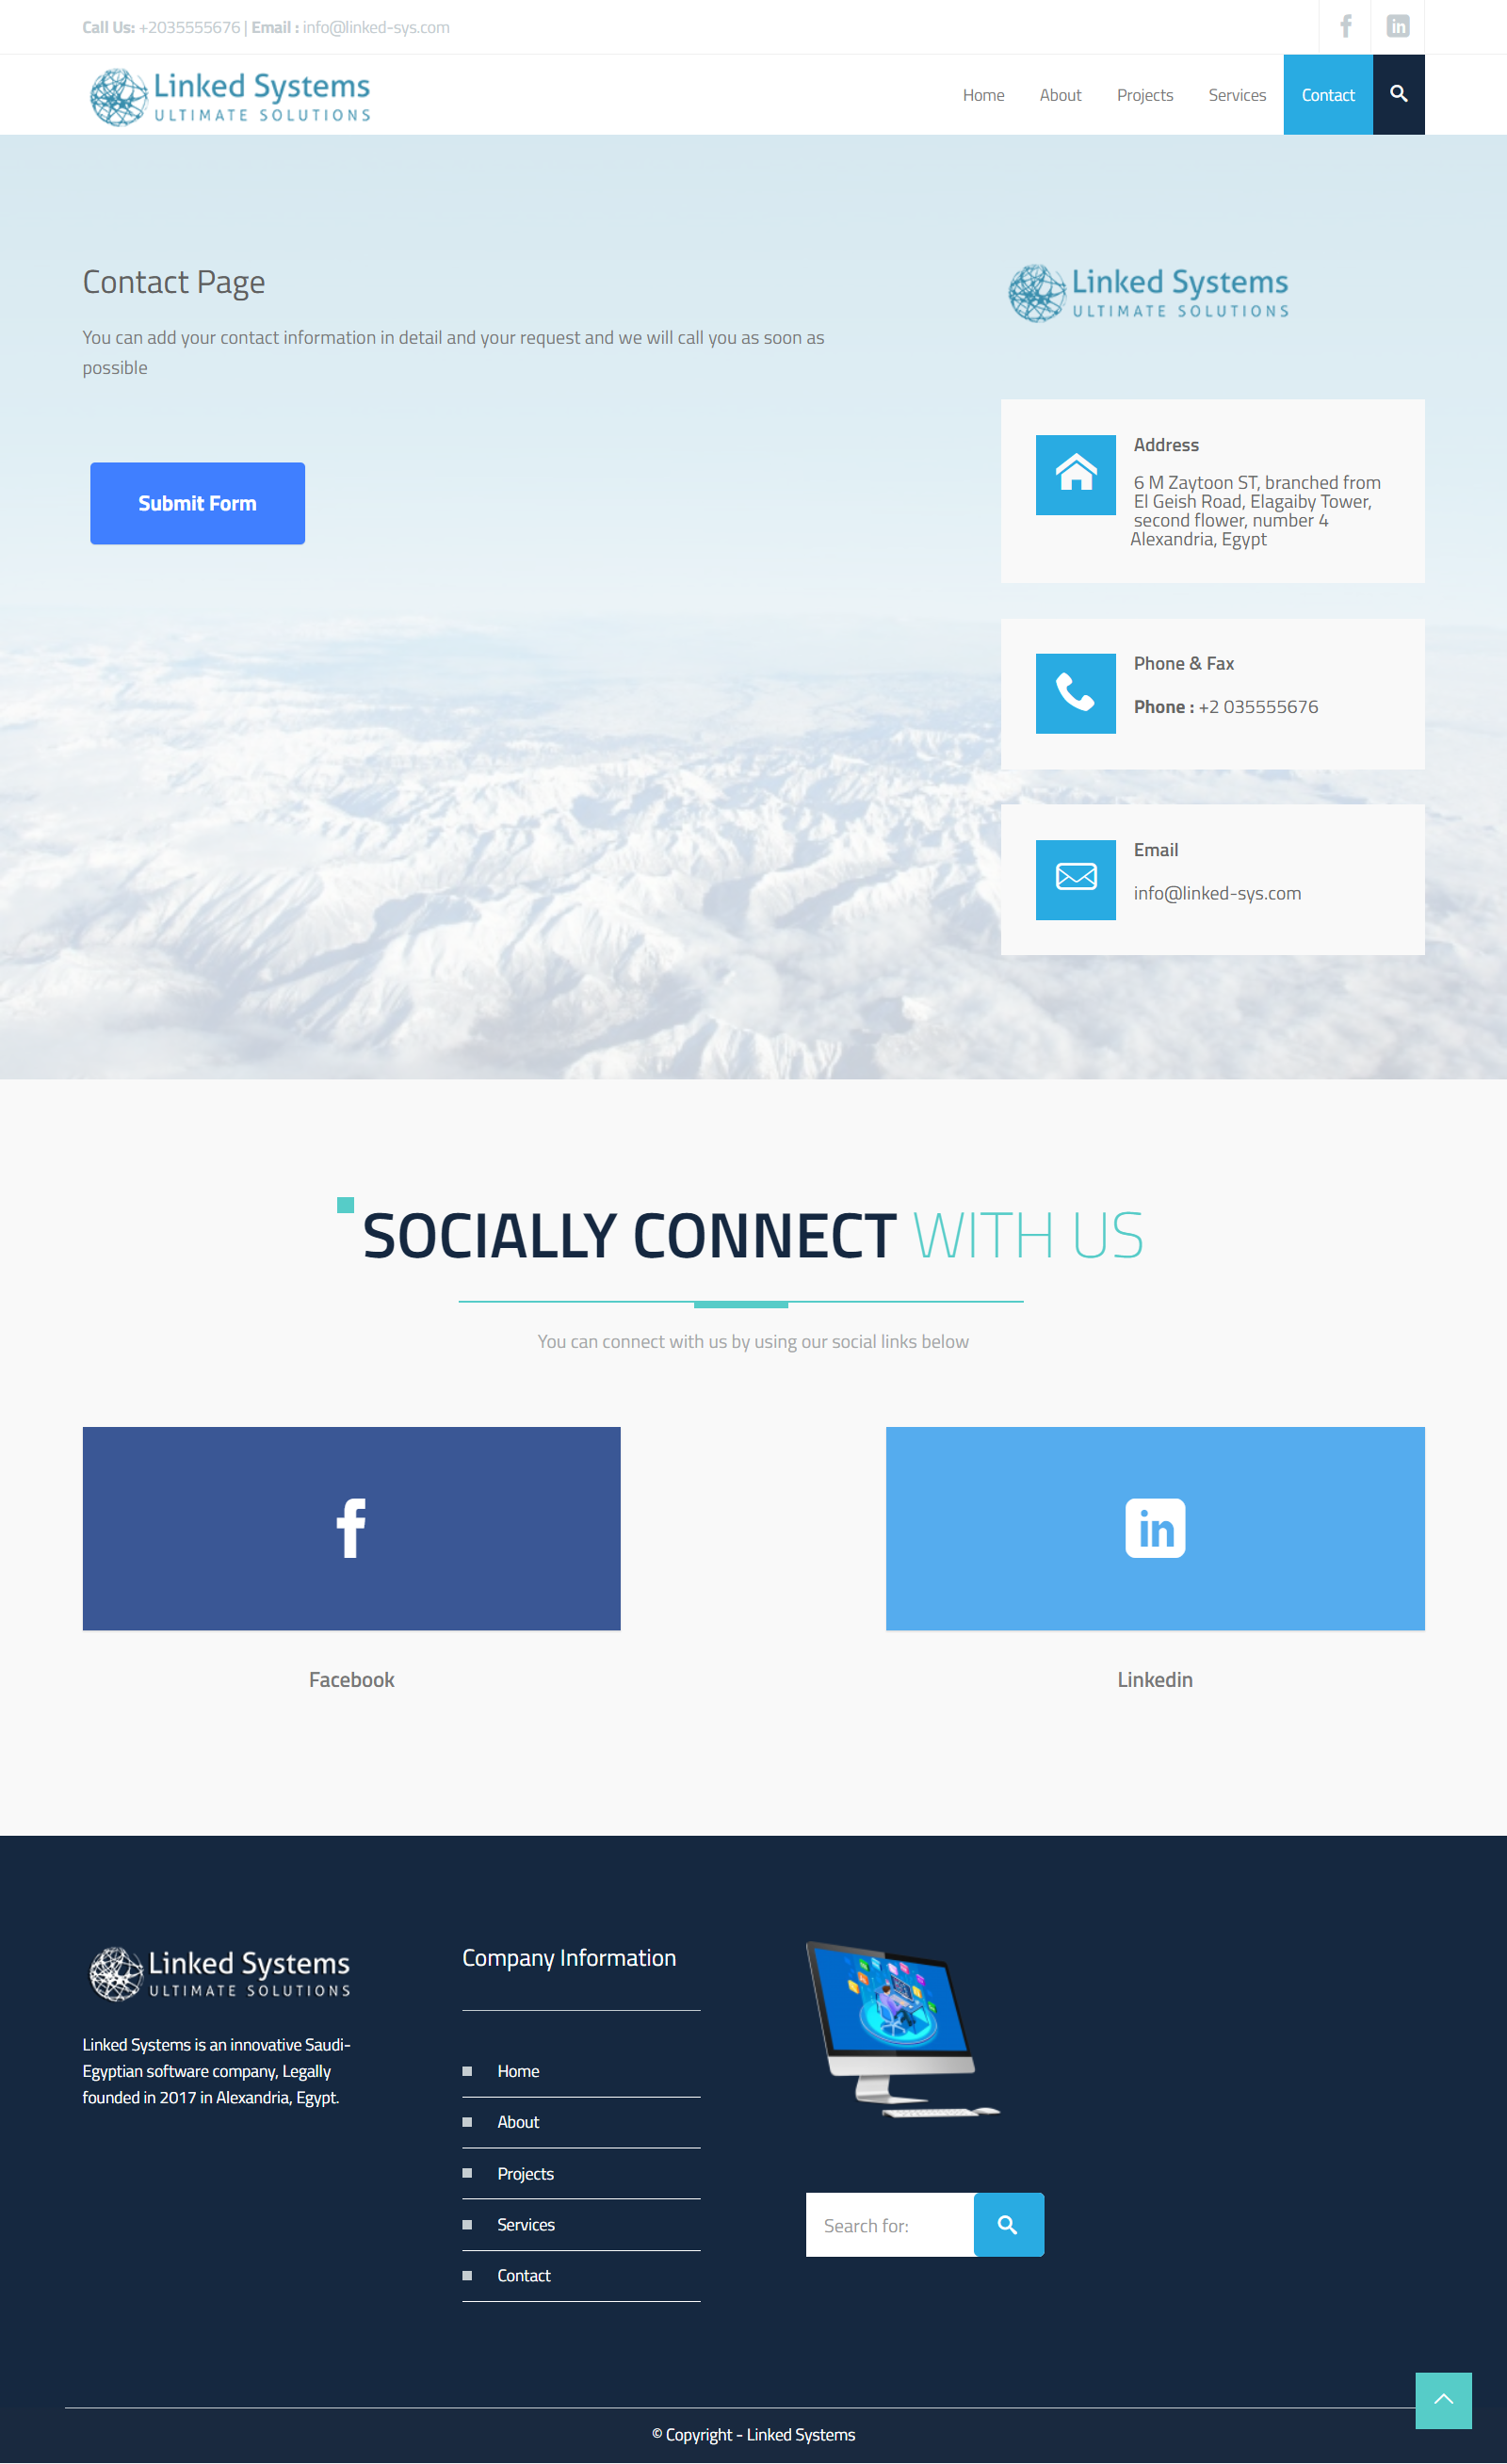 Call Us: +2035555676 | Email : info@linked-sys.com
Linked Systems
ULTIMATE SOLUTIONS
Home About Projects Services Contact
Contact Page
You can add your contact information in detail and your request and we will call you as soon as
possible
Submit Form
Linked Systems
ULTIMATE SOLUTIONS
Address
6 M Zaytoon ST, branched from
El Geish Road, Elagaiby Tower,
second flower, number 4
Alexandria, Egypt
Phone & Fax
Phone : +2 035555676
Email
info@linked-sys.com
SOCIALLY CONNECT WITH US
You can connect with us by using our social links below
in
Facebook
Linkedin
Linked Systems
ULTIMATE SOLUTIONS
Linked Systems is an innovative Saudi-
Egyptian software company, Legally
founded in 2017 in Alexandria, Egypt.
Company Information
Home
About
Projects
Services
Contact
Search for:
© Copyright - Linked Systems